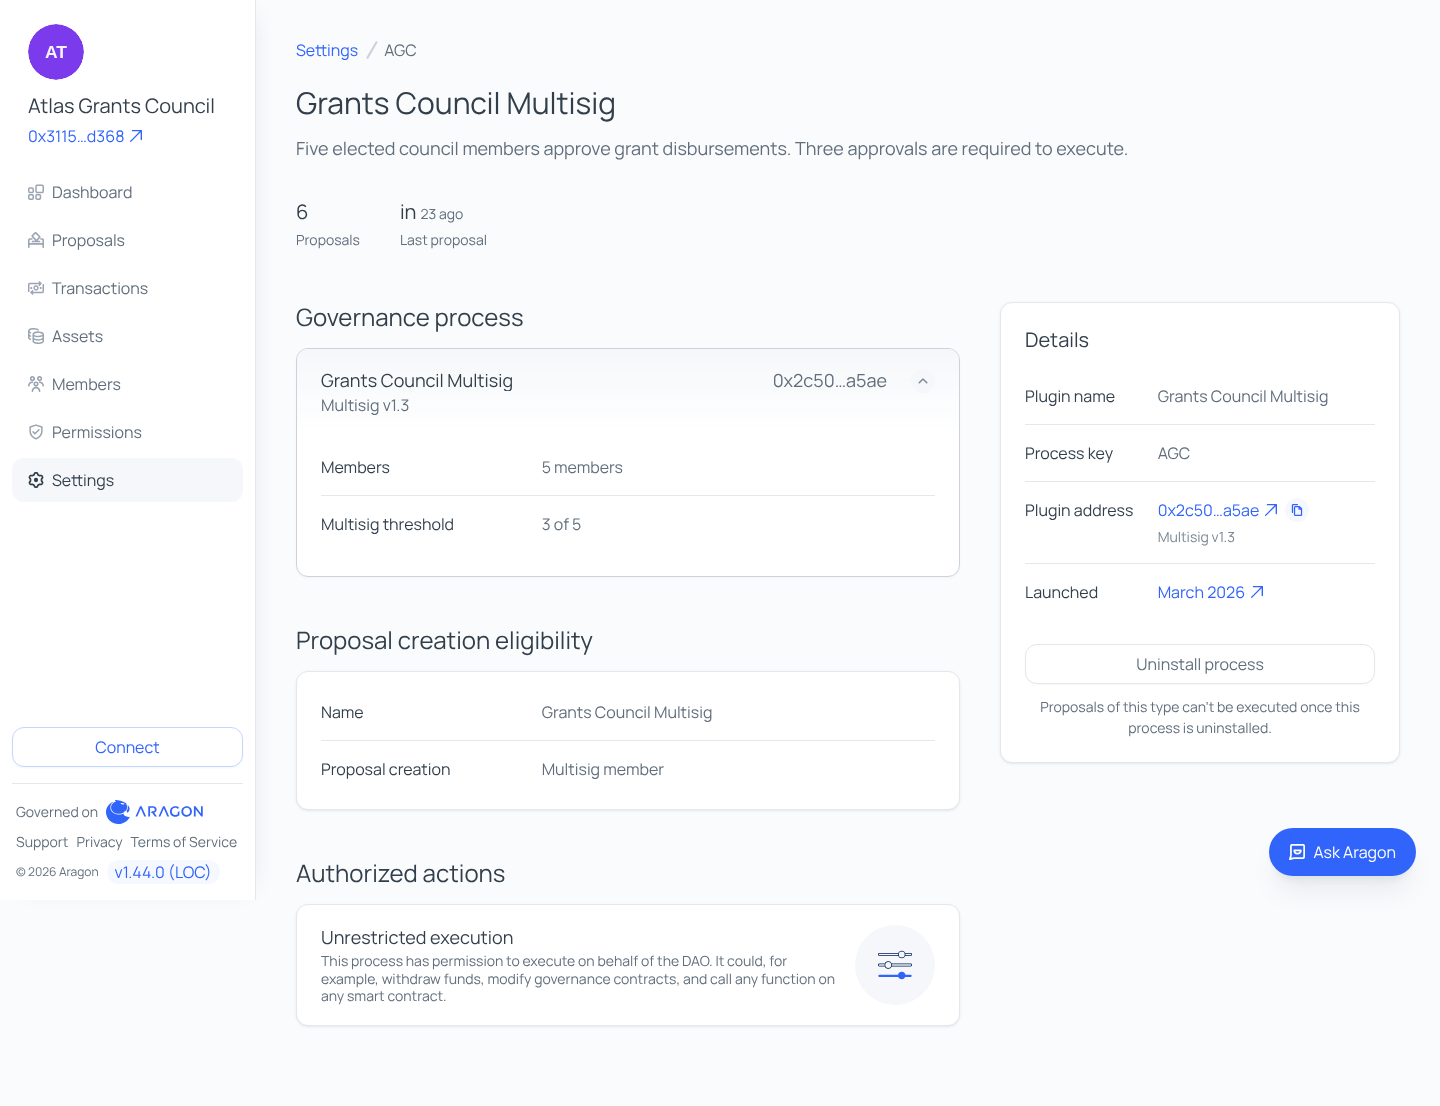 AT
Atlas Grants Council
0x3115…d368
Dashboard
Proposals
Transactions
Assets
Members
Permissions
Settings
Connect
Governed on ARAGON
Support Privacy Terms of Service
© 2026 Aragon v1.44.0 (LOC)
Settings / AGC
Grants Council Multisig
Five elected council members approve grant disbursements. Three approvals are required to execute.
6
Proposals
in 23 ago
Last proposal
Governance process
Grants Council Multisig 0x2c50…a5ae
Multisig v1.3
Members 5 members
Multisig threshold 3 of 5
Proposal creation eligibility
Name Grants Council Multisig
Proposal creation Multisig member
Authorized actions
Unrestricted execution
This process has permission to execute on behalf of the DAO. It could, for
example, withdraw funds, modify governance contracts, and call any function on
any smart contract.
Details
Plugin name Grants Council Multisig
Process key AGC
Plugin address 0x2c50…a5ae
Multisig v1.3
Launched March 2026
Uninstall process
Proposals of this type can't be executed once this
process is uninstalled.
Ask Aragon